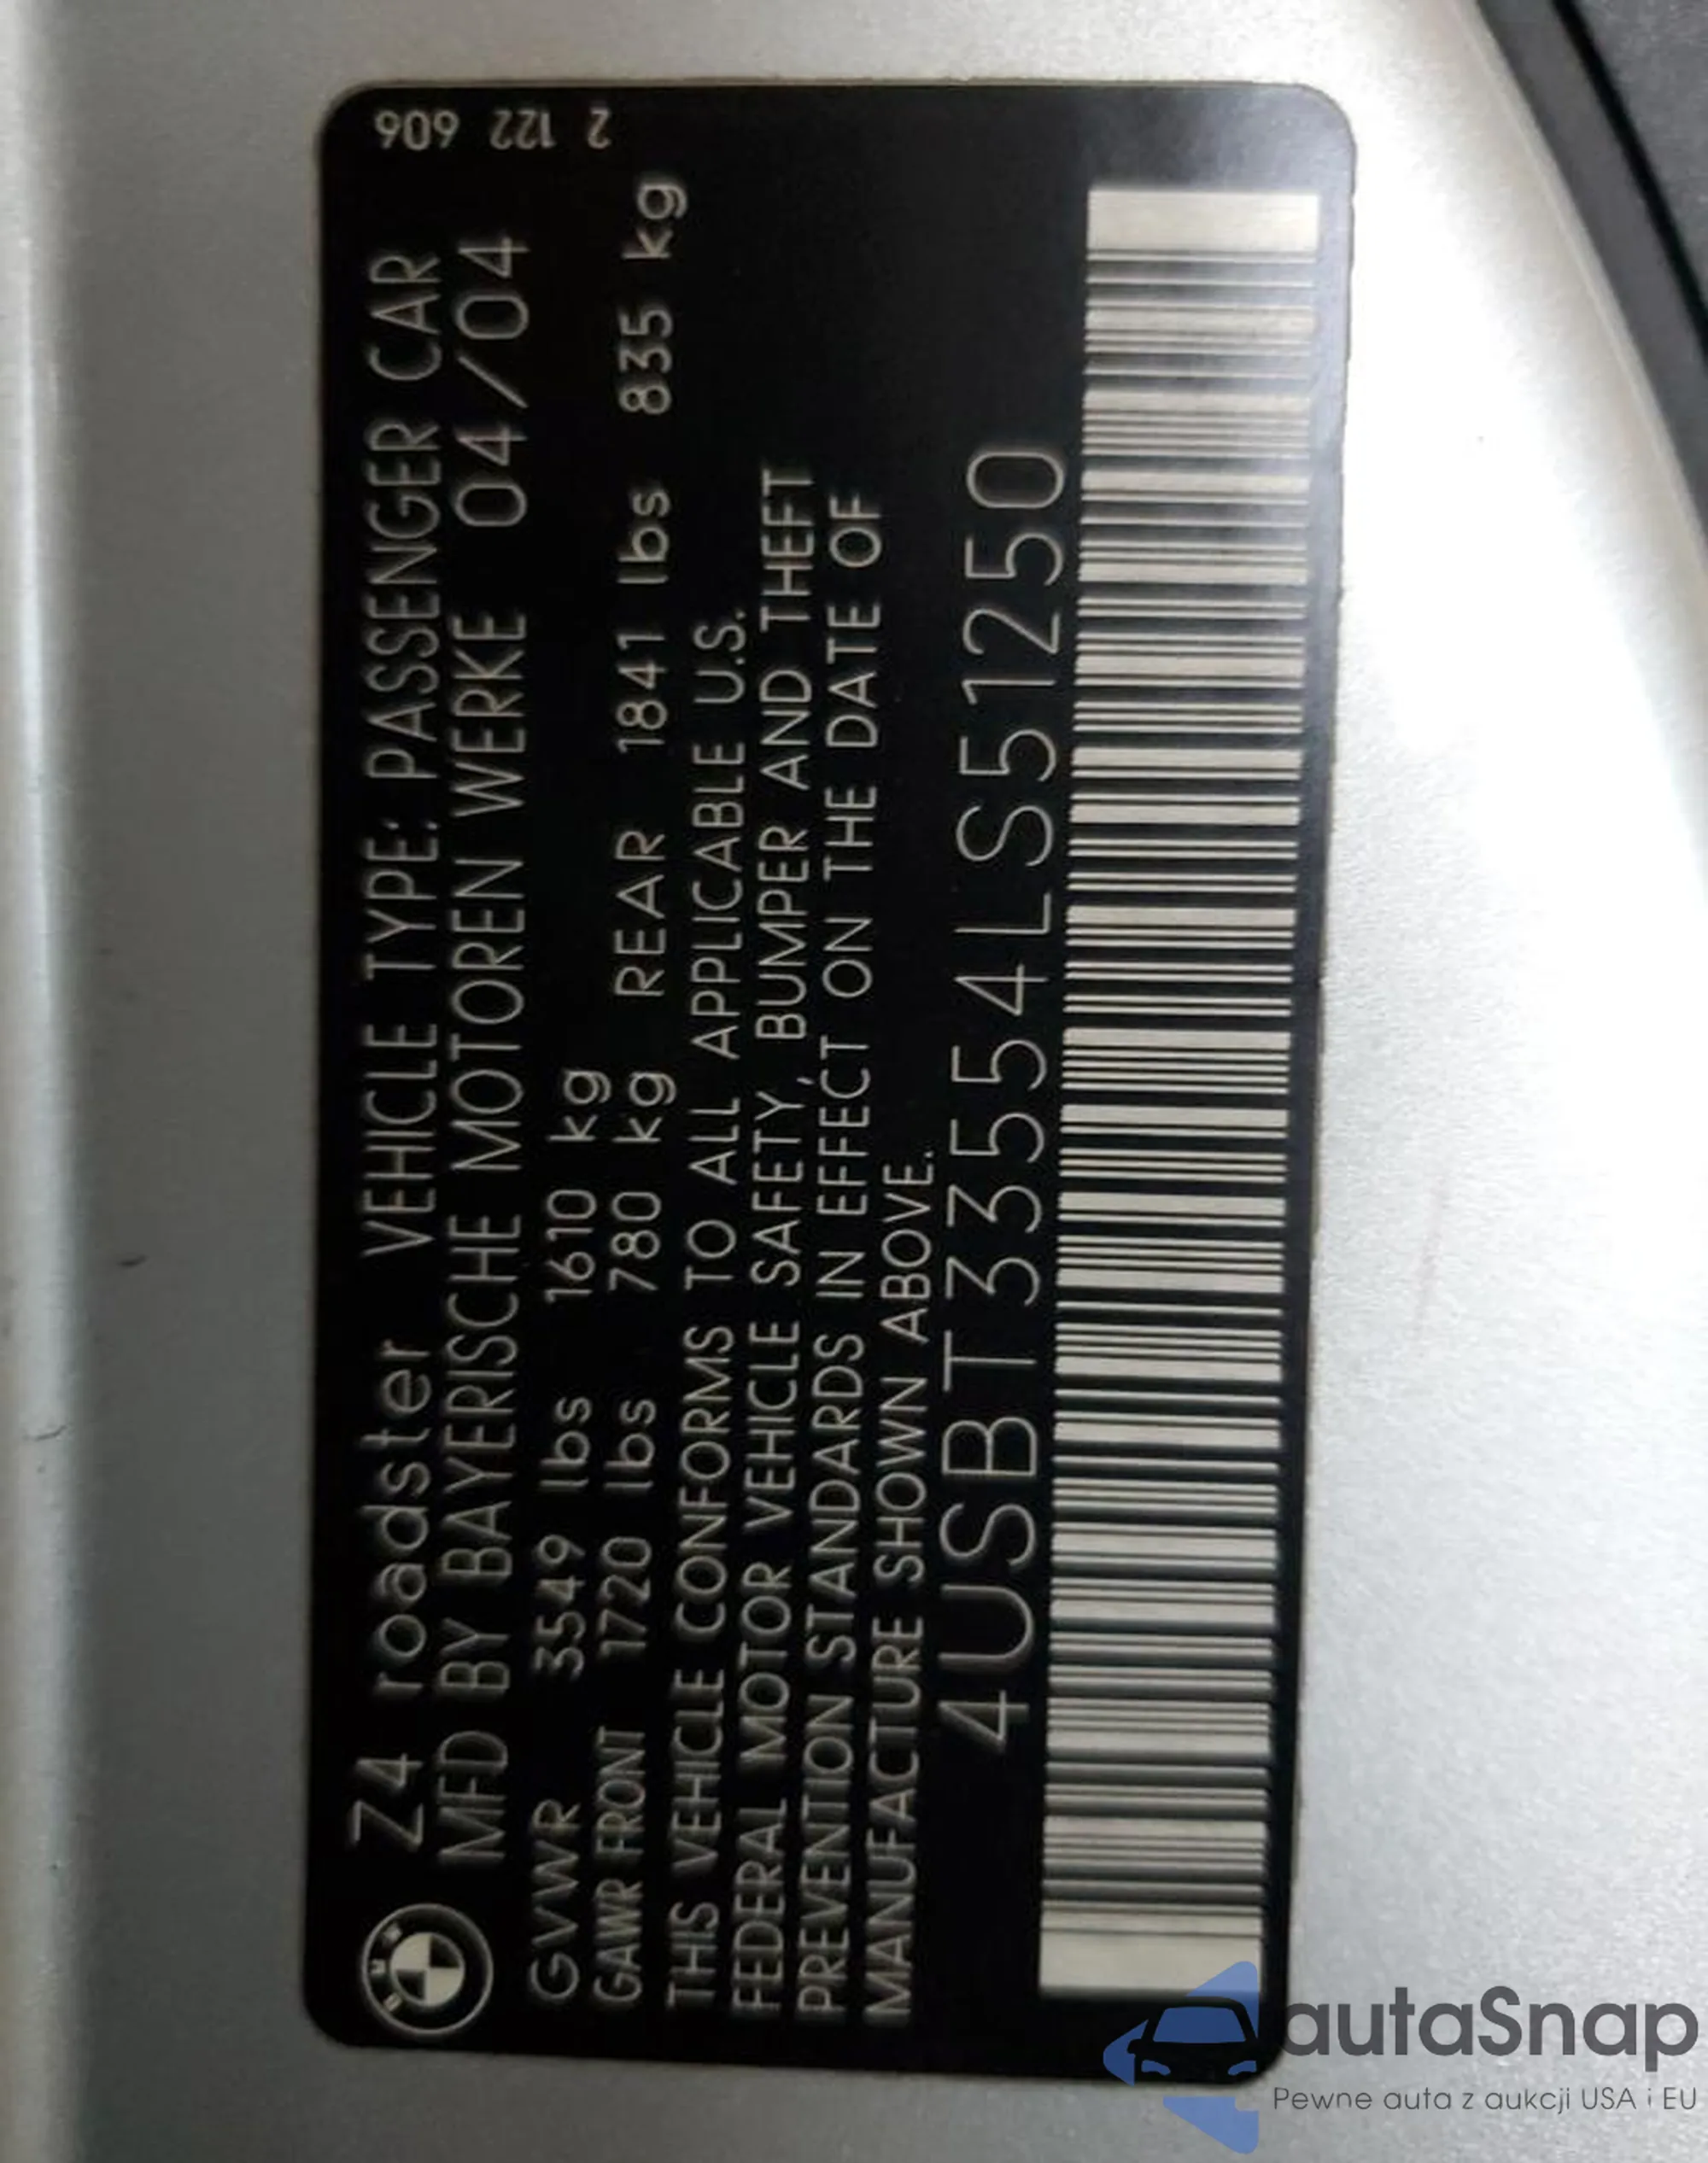 Z4 roadster VEHICLE TYPE: PASSENGER CAR
MFD BY BAYERISCHE MOTOREN WERKE 04/04
GVWR 3549 lbs 1610 kg
GAWR FRONT 1720 lbs 780 kg REAR 1841 lbs 835 kg
THIS VEHICLE CONFORMS TO ALL APPLICABLE U.S.
FEDERAL MOTOR VEHICLE SAFETY, BUMPER AND THEFT
PREVENTION STANDARDS IN EFFECT ON THE DATE OF
MANUFACTURE SHOWN ABOVE.
4USBT33554LS51250
2 122 606
BMW
autaSnap
Pewne auta z aukcji USA i EU